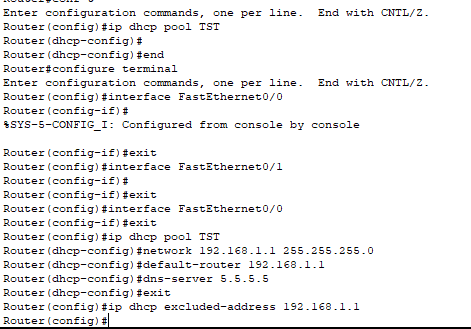 Enter configuration commands, one per line.  End with CNTL/Z.
Router(config)#ip dhcp pool TST
Router(dhcp-config)#
Router(dhcp-config)#end
Router#configure terminal
Enter configuration commands, one per line.  End with CNTL/Z.
Router(config)#interface FastEthernet0/0
Router(config-if)#
%SYS-5-CONFIG_I: Configured from console by console
Router(config-if)#exit
Router(config)#interface FastEthernet0/1
Router(config-if)#
Router(config-if)#exit
Router(config)#interface FastEthernet0/0
Router(config-if)#exit
Router(config)#ip dhcp pool TST
Router(dhcp-config)#network 192.168.1.1 255.255.255.0
Router(dhcp-config)#default-router 192.168.1.1
Router(dhcp-config)#dns-server 5.5.5.5
Router(dhcp-config)#exit
Router(config)#ip dhcp excluded-address 192.168.1.1
Router(config)#